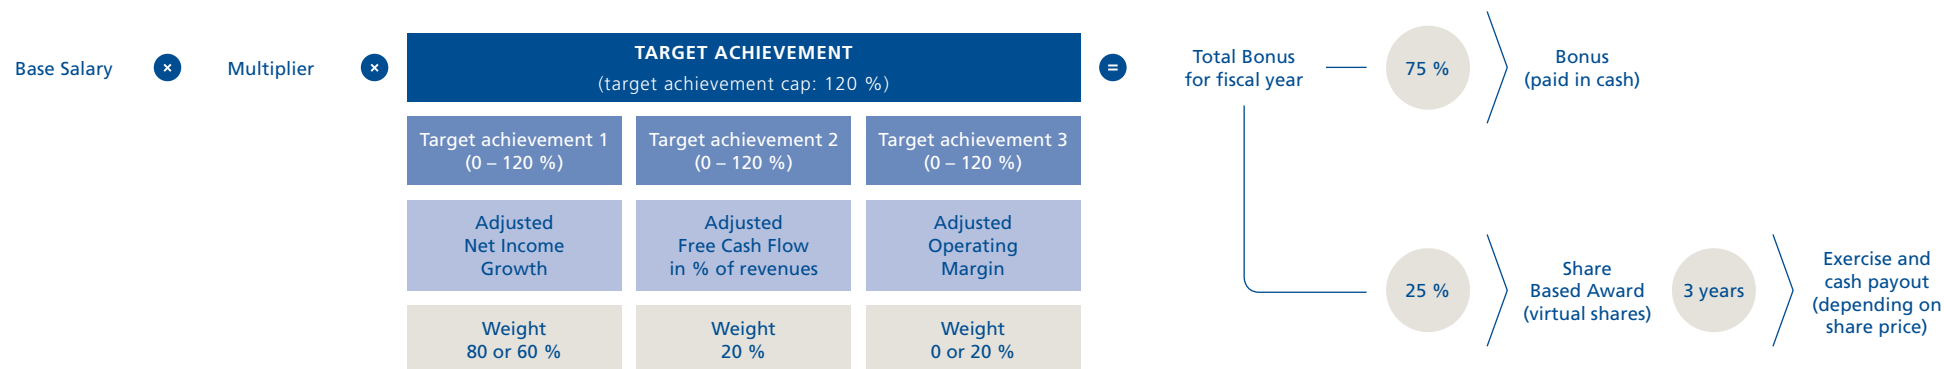 Base Salary
×
Multiplier
×
TARGET ACHIEVEMENT
(target achievement cap: 120 %)
Target achievement 1
(0 – 120 %)
Adjusted
Net Income
Growth
Weight
80 or 60 %
Target achievement 2
(0 – 120 %)
Adjusted
Free Cash Flow
in % of revenues
Weight
20 %
Target achievement 3
(0 – 120 %)
Adjusted
Operating
Margin
Weight
0 or 20 %
=
Total Bonus
for fiscal year
75 %
Bonus
(paid in cash)
25 %
Share
Based Award
(virtual shares)
3 years
Exercise and
cash payout
(depending on
share price)